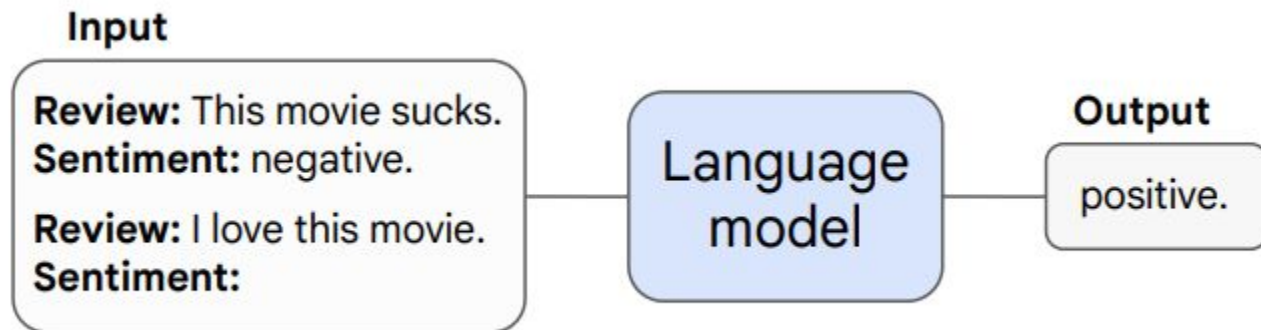 Input
Review: This movie sucks.
Sentiment: negative.
Review: I love this movie.
Sentiment:
Language
model
Output
positive.